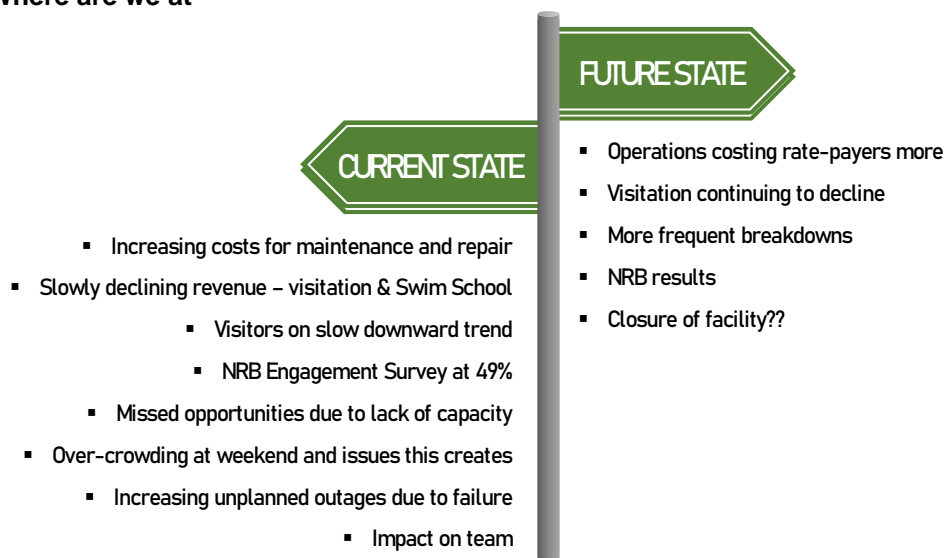 where are we at
FUTURE STATE
CURRENT STATE
▪ Operations costing rate-payers more
▪ Visitation continuing to decline
▪ More frequent breakdowns
▪ NRB results
▪ Closure of facility??
▪ Increasing costs for maintenance and repair
▪ Slowly declining revenue – visitation & Swim School
▪ Visitors on slow downward trend
▪ NRB Engagement Survey at 49%
▪ Missed opportunities due to lack of capacity
▪ Over-crowding at weekend and issues this creates
▪ Increasing unplanned outages due to failure
▪ Impact on team